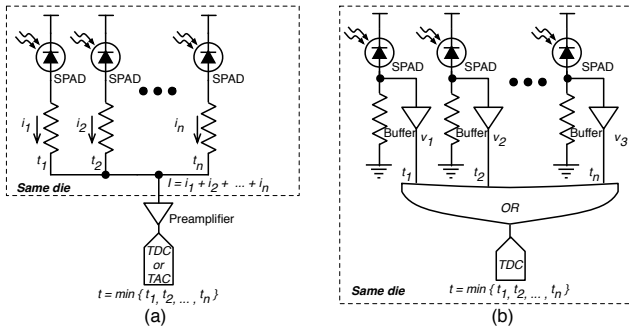 SPAD SPAD SPAD
i1 i2 in
t1 t2 tn
Same die
I = i1 + i2 + ... + in
Preamplifier
TDC
or
TAC
t = min { t1, t2, ... , tn }
(a)
SPAD SPAD SPAD
Buffer Buffer Buffer
v1 v2 v3
t1 t2 tn
OR
TDC
Same die
t = min { t1, t2, ... , tn }
(b)